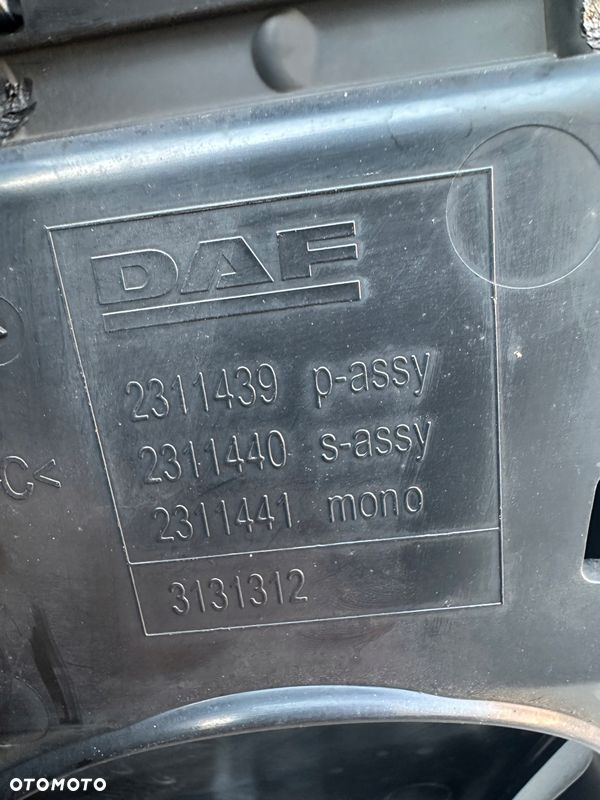 DAF
2311439 p-assy
2311440 s-assy
C<
2311441 mono
3131312
OTOMOTO